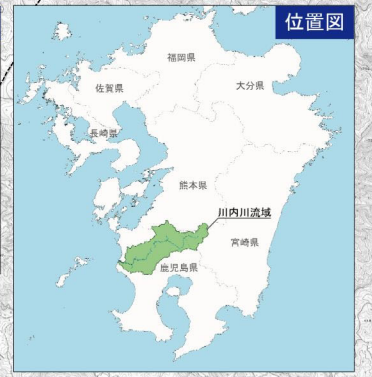 位置図
福岡県
佐賀県
大分県
長崎県
熊本県
川内川流域
宮崎県
鹿児島県